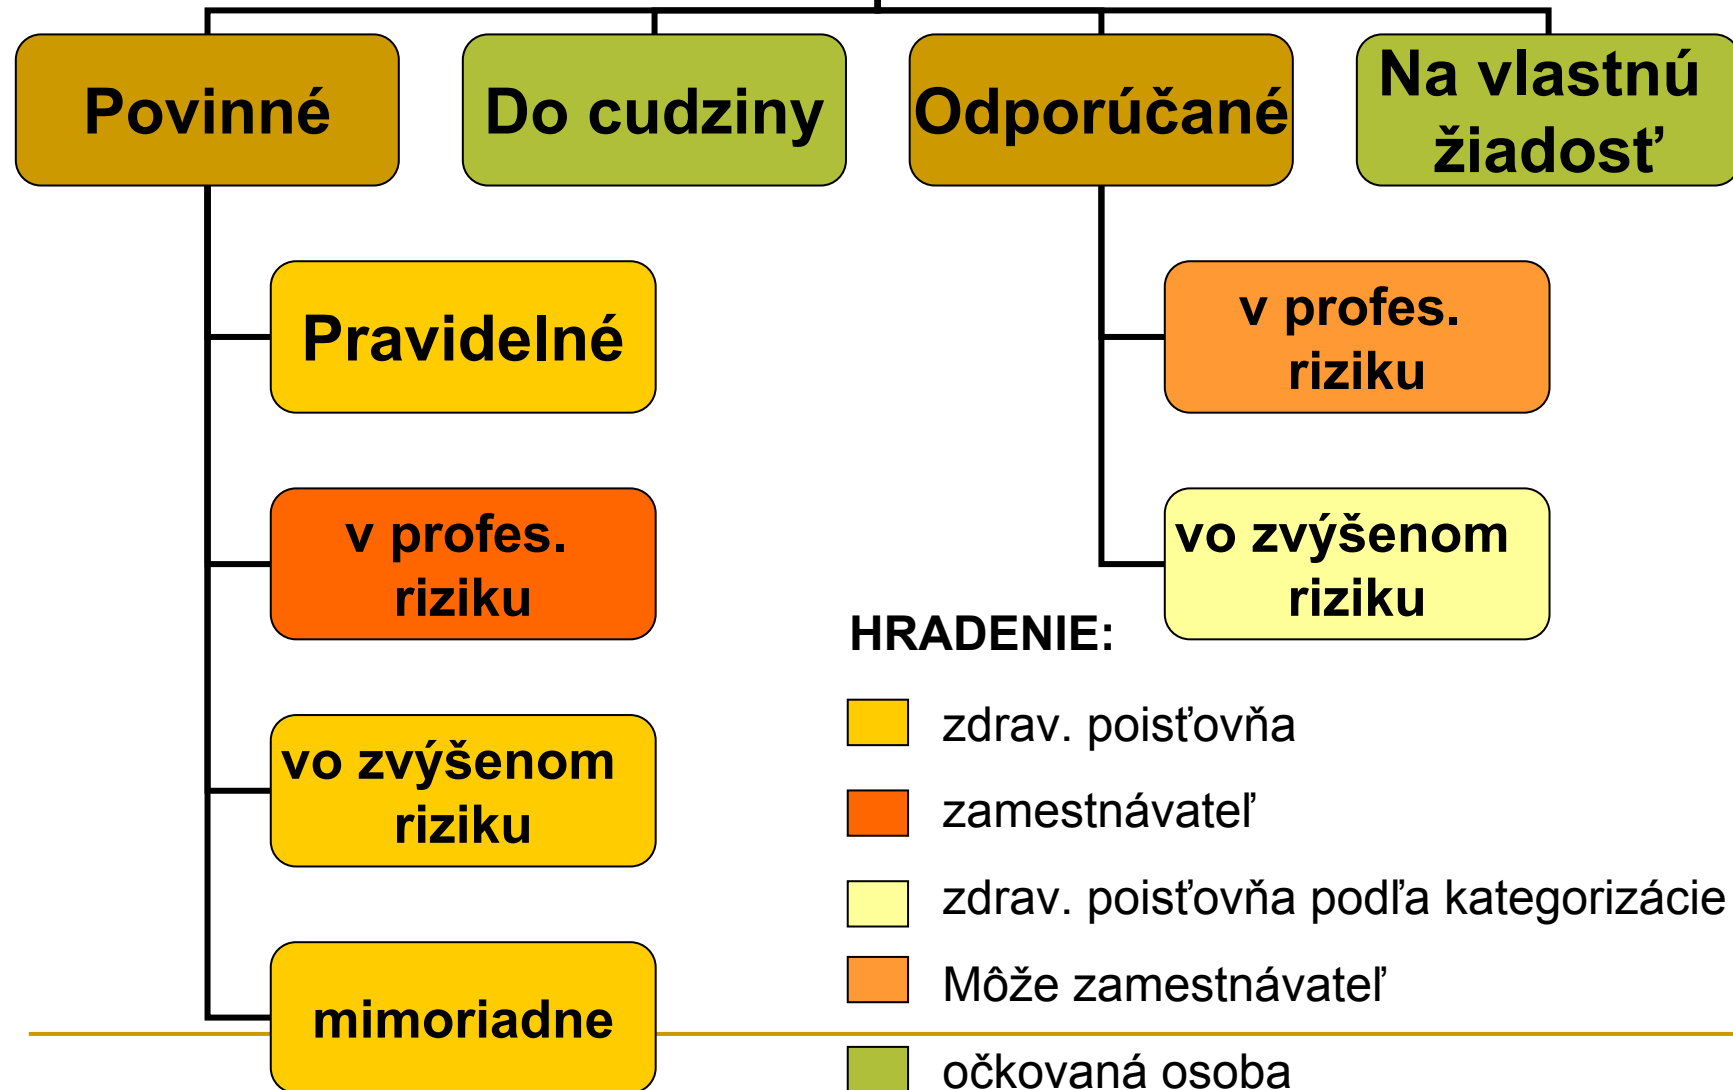 Povinné
Do cudziny
Odporúčané
Na vlastnú
žiadosť
Pravidelné
v profes.
riziku
vo zvýšenom
riziku
mimoriadne
v profes.
riziku
vo zvýšenom
riziku
HRADENIE:
zdrav. poisťovňa
zamestnávateľ
zdrav. poisťovňa podľa kategorizácie
Môže zamestnávateľ
očkovaná osoba